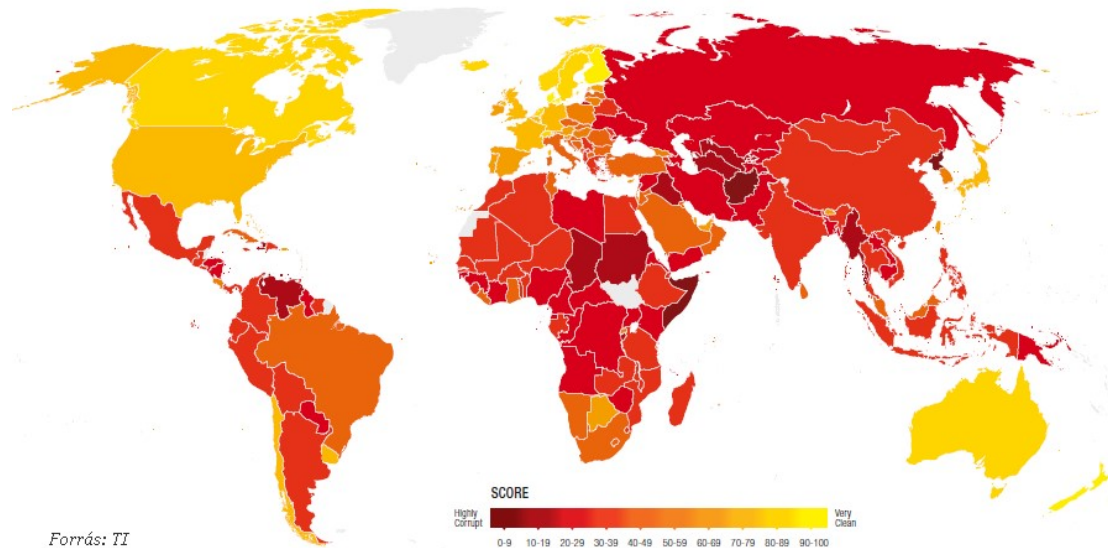 SCORE
Highly Corrupt
Very Clean
0-9 10-19 20-29 30-39 40-49 50-59 60-69 70-79 80-89 90-100
Forrás: TI